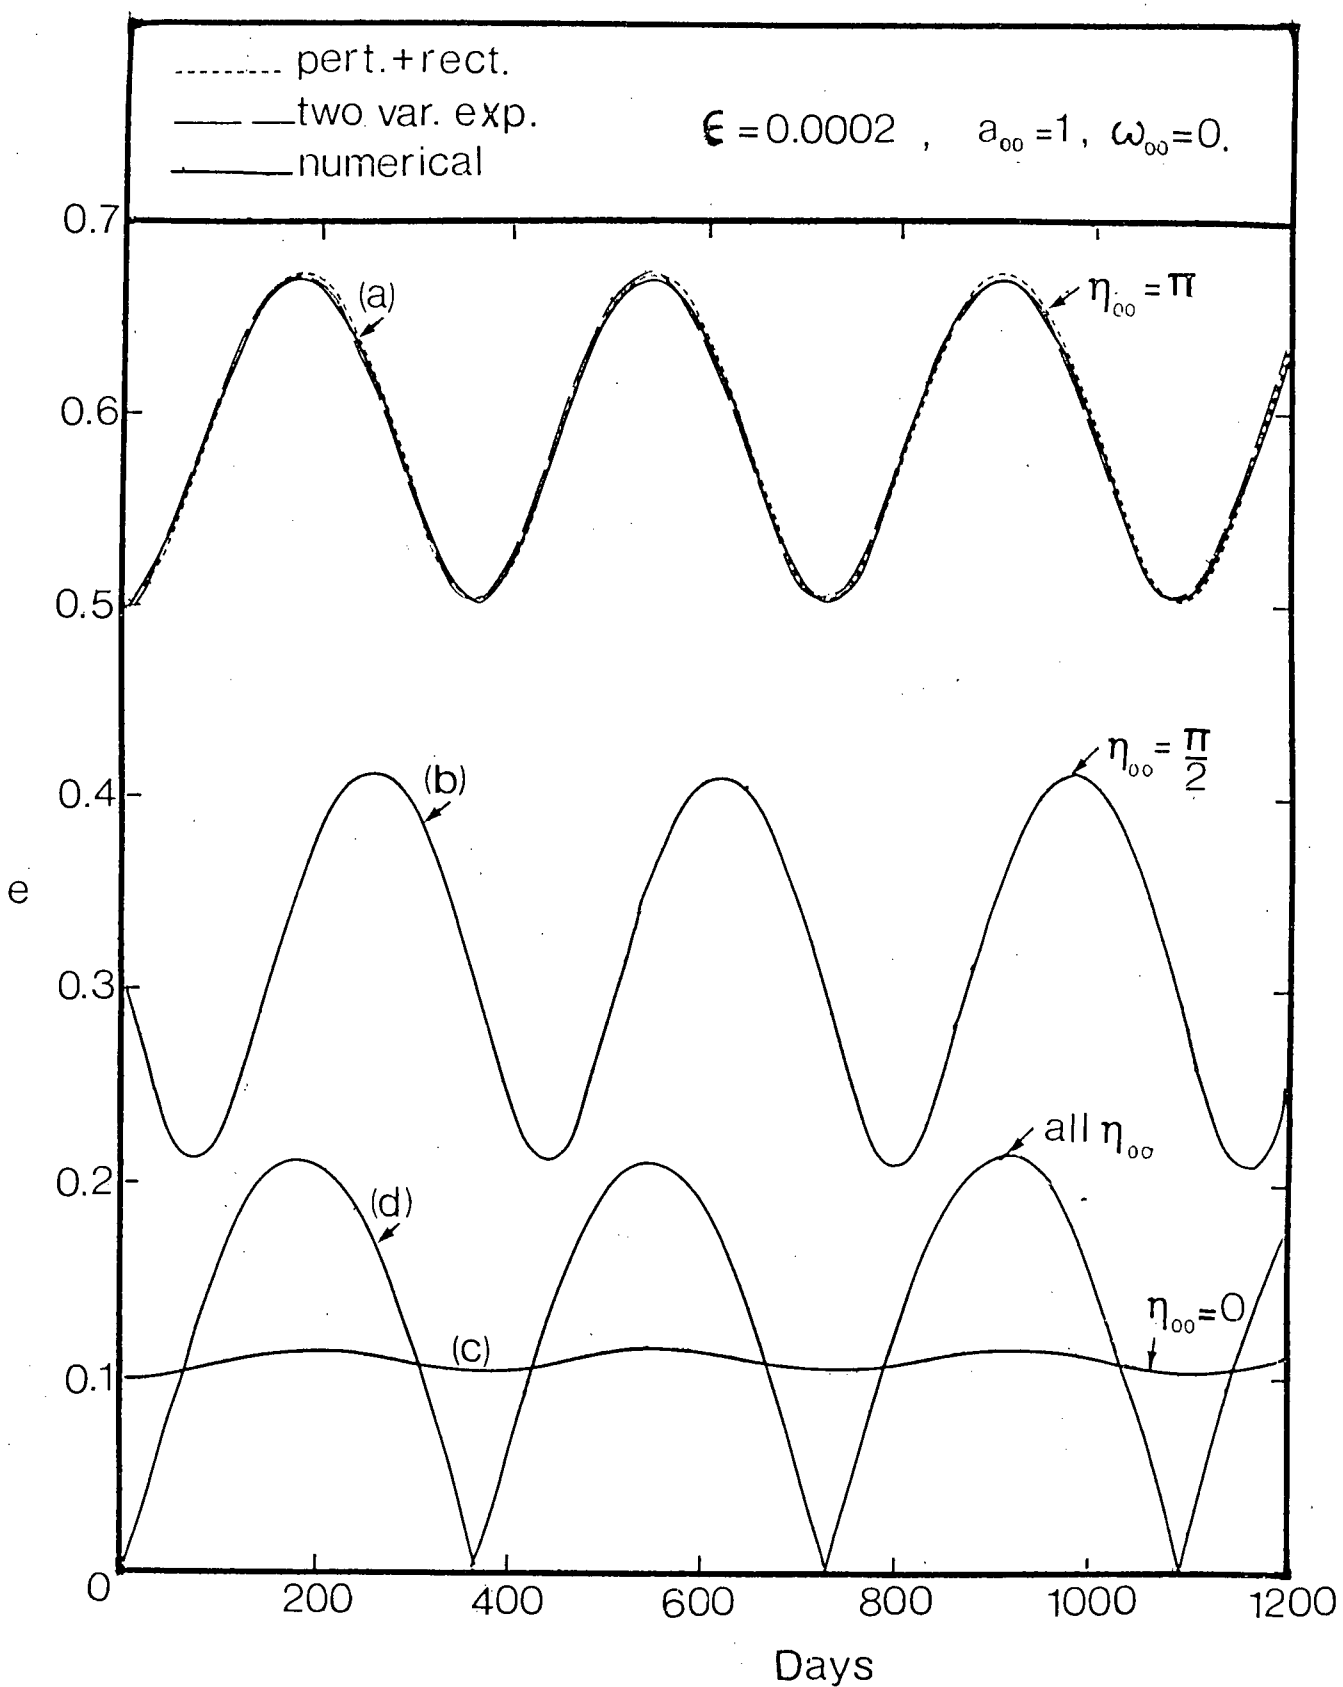 pert.+rect.
two var. exp.
numerical
ϵ =0.0002 , a₀₀ =1, ω₀₀=0.
0.7
(a)
η₀₀ = π
0.6
0.5
η₀₀ = π/2
(b)
0.4
e
0.3
all η₀₀
0.2
(d)
η₀₀=0
(c)
0.1
0
200
400
600
800
1000
1200
Days